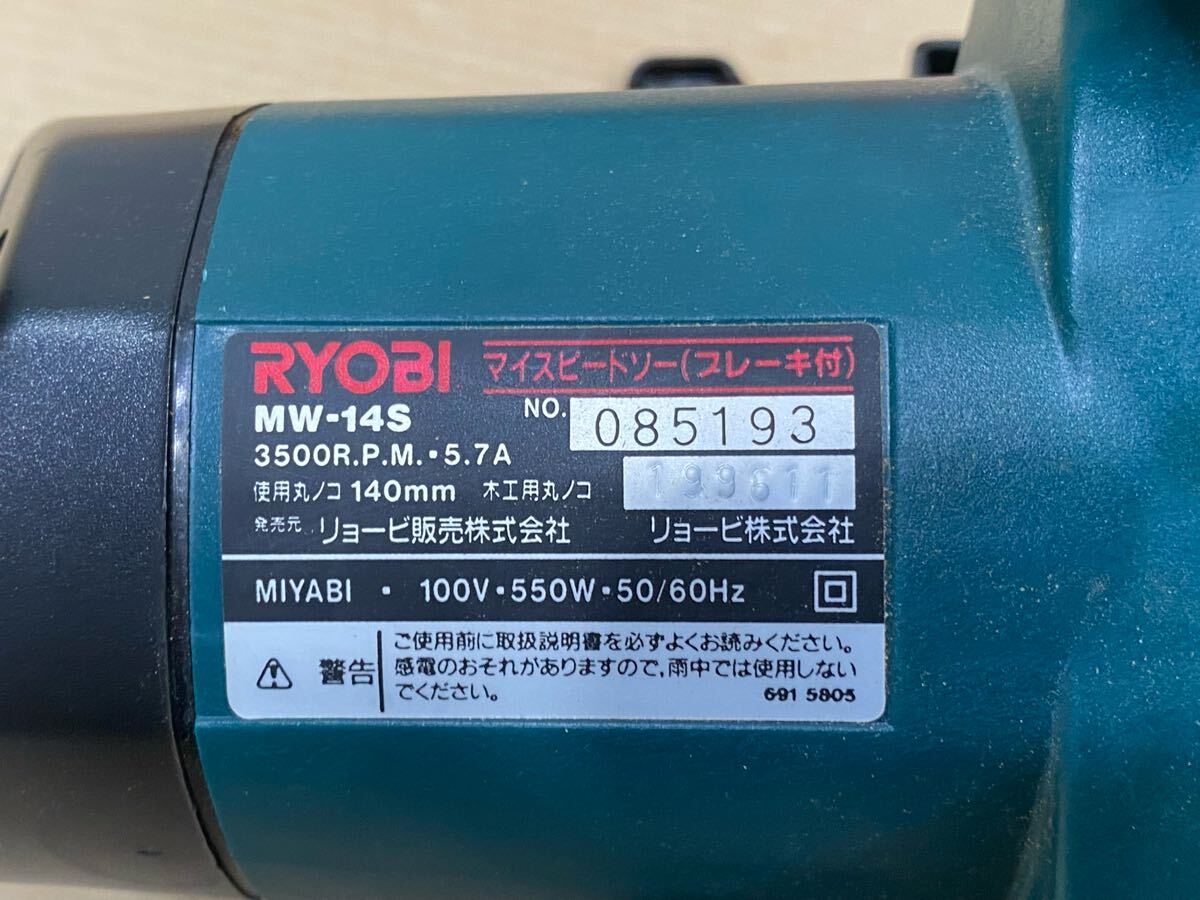 RYOBI マイスピードソー(ブレーキ付)
MW-14S NO. 085193
3500R.P.M.・5.7A
199611
使用丸ノコ 140mm 木工用丸ノコ
発売元 リョービ販売株式会社 リョービ株式会社
MIYABI ・ 100V・550W・50/60Hz
警告
ご使用前に取扱説明書を必ずよくお読みください。
感電のおそれがありますので,雨中では使用しない
でください。 691 5805